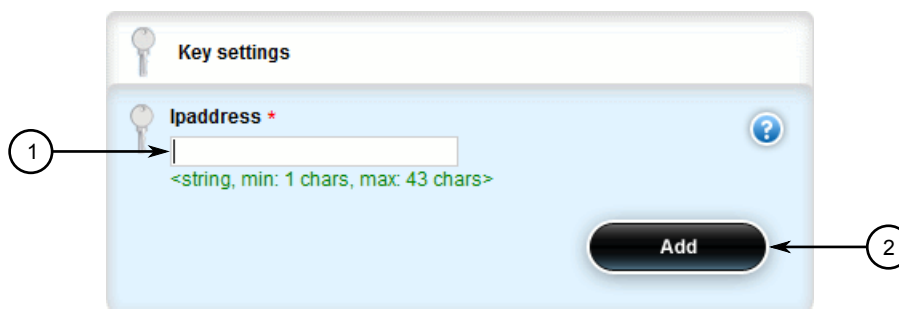 Key settings
Ipaddress *
1
<string, min: 1 chars, max: 43 chars>
Add
2